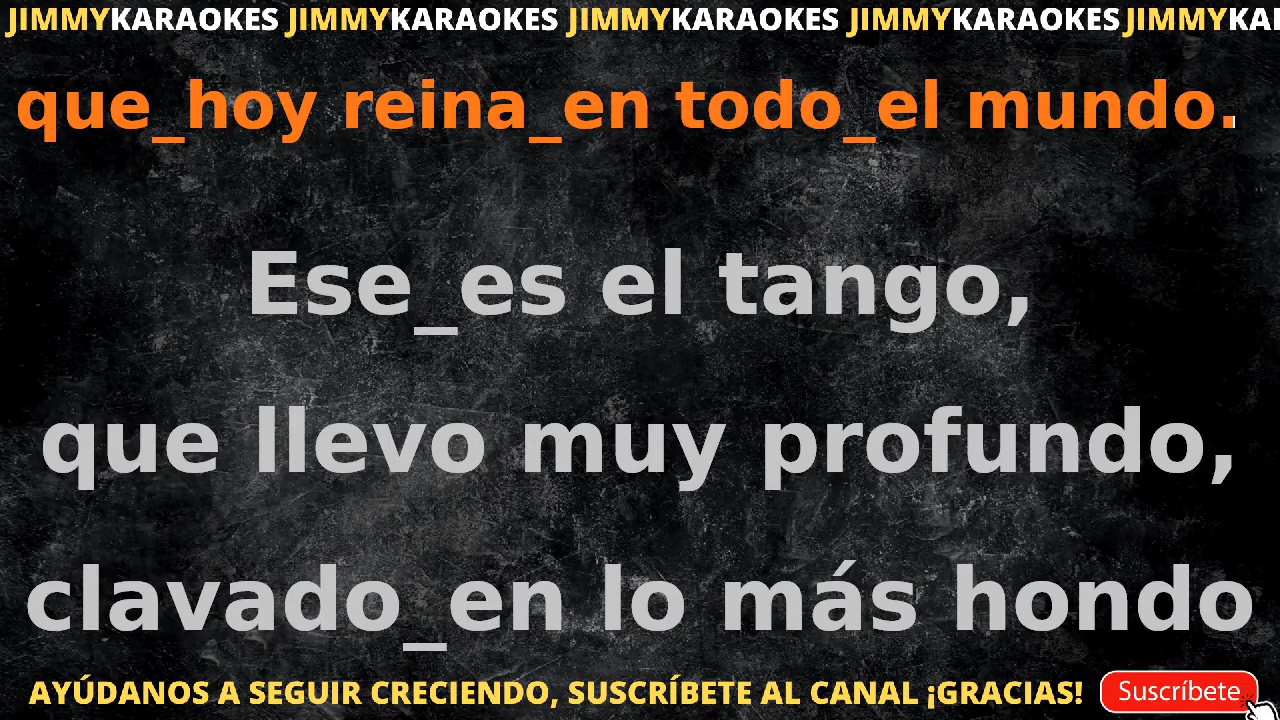 JIMMYKARAOKES JIMMYKARAOKES JIMMYKARAOKES JIMMYKARAOKES JIMMYKAI
que_hoy reina_en todo_el mundo.
Ese_es el tango,
que llevo muy profundo,
clavado_en lo más hondo
AYÚDANOS A SEGUIR CRECIENDO, SUSCRÍBETE AL CANAL ¡GRACIAS! Suscríbete